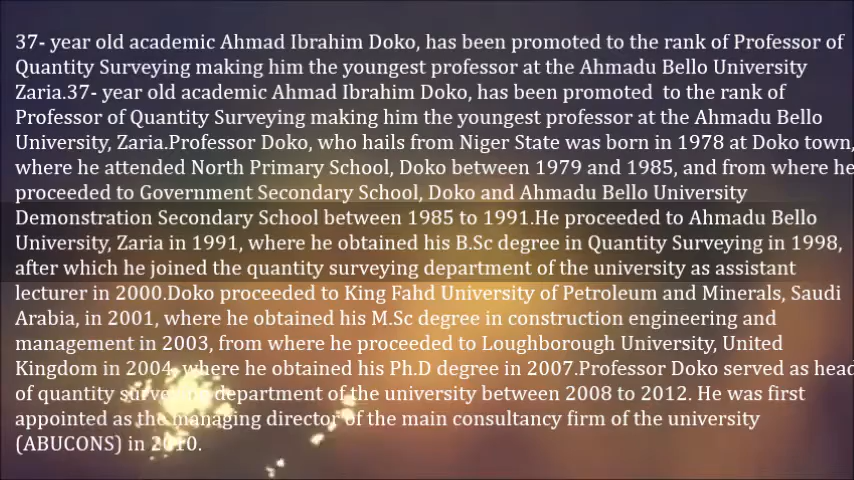 37- year old academic Ahmad Ibrahim Doko, has been promoted to the rank of Professor of
Quantity Surveying making him the youngest professor at the Ahmadu Bello University
Zaria.37- year old academic Ahmad Ibrahim Doko, has been promoted  to the rank of
Professor of Quantity Surveying making him the youngest professor at the Ahmadu Bello
University, Zaria.Professor Doko, who hails from Niger State was born in 1978 at Doko town,
where he attended North Primary School, Doko between 1979 and 1985, and from where he
proceeded to Government Secondary School, Doko and Ahmadu Bello University
Demonstration Secondary School between 1985 to 1991.He proceeded to Ahmadu Bello
University, Zaria in 1991, where he obtained his B.Sc degree in Quantity Surveying in 1998,
after which he joined the quantity surveying department of the university as assistant
lecturer in 2000.Doko proceeded to King Fahd University of Petroleum and Minerals, Saudi
Arabia, in 2001, where he obtained his M.Sc degree in construction engineering and
management in 2003, from where he proceeded to Loughborough University, United
Kingdom in 2004, where he obtained his Ph.D degree in 2007.Professor Doko served as head
of quantity surveying department of the university between 2008 to 2012. He was first
appointed as the managing director of the main consultancy firm of the university
(ABUCONS) in 2010.